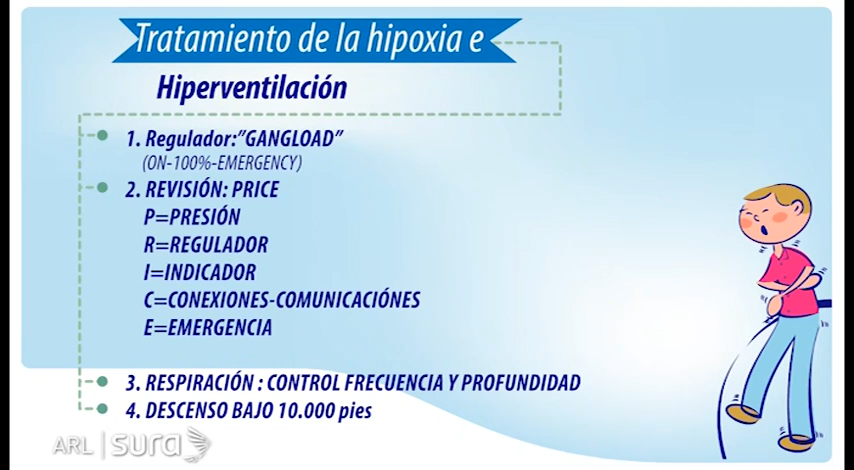 Tratamiento de la hipoxia e
Hiperventilación
1. Regulador:"GANGLOAD"
(ON-100%-EMERGENCY)
2. REVISIÓN: PRICE
P=PRESIÓN
R=REGULADOR
I=INDICADOR
C=CONEXIONES-COMUNICACIÓNES
E=EMERGENCIA
3. RESPIRACIÓN : CONTROL FRECUENCIA Y PROFUNDIDAD
4. DESCENSO BAJO 10.000 pies
ARL | sura